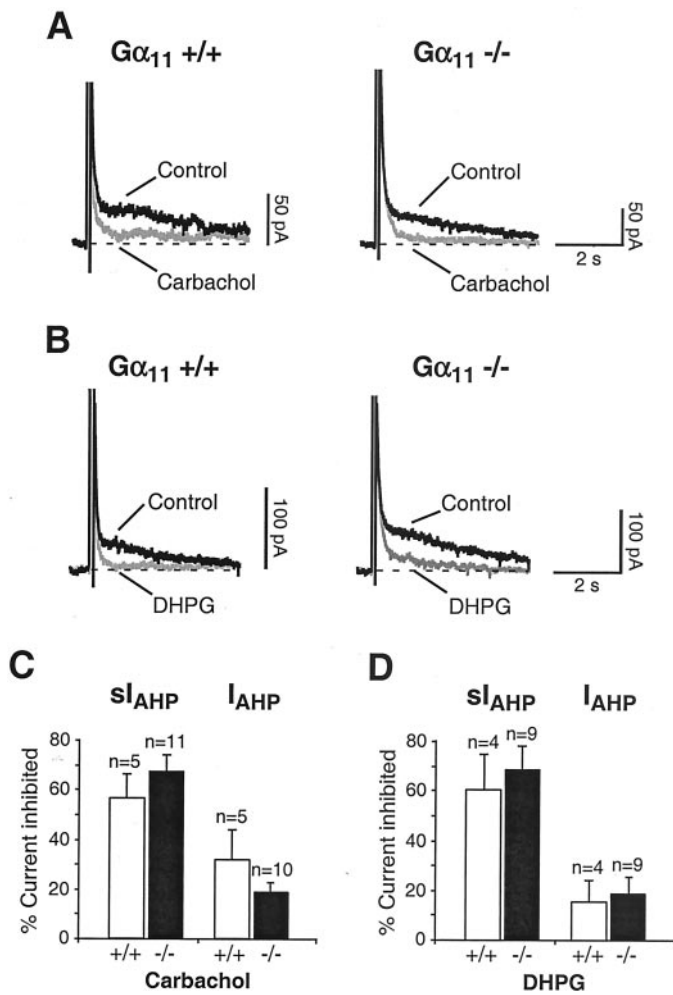 A
Gα11 +/+
Gα11 -/-
Control
Carbachol
50 pA
Control
Carbachol
50 pA
2 s
B
Gα11 +/+
Gα11 -/-
Control
DHPG
100 pA
Control
DHPG
100 pA
2 s
C
sIAHP
IAHP
% Current inhibited
80
60
40
20
0
n=5
n=11
n=5
n=10
+/+
-/-
+/+
-/-
Carbachol
D
sIAHP
IAHP
% Current inhibited
80
60
40
20
0
n=4
n=9
n=4
n=9
+/+
-/-
+/+
-/-
DHPG